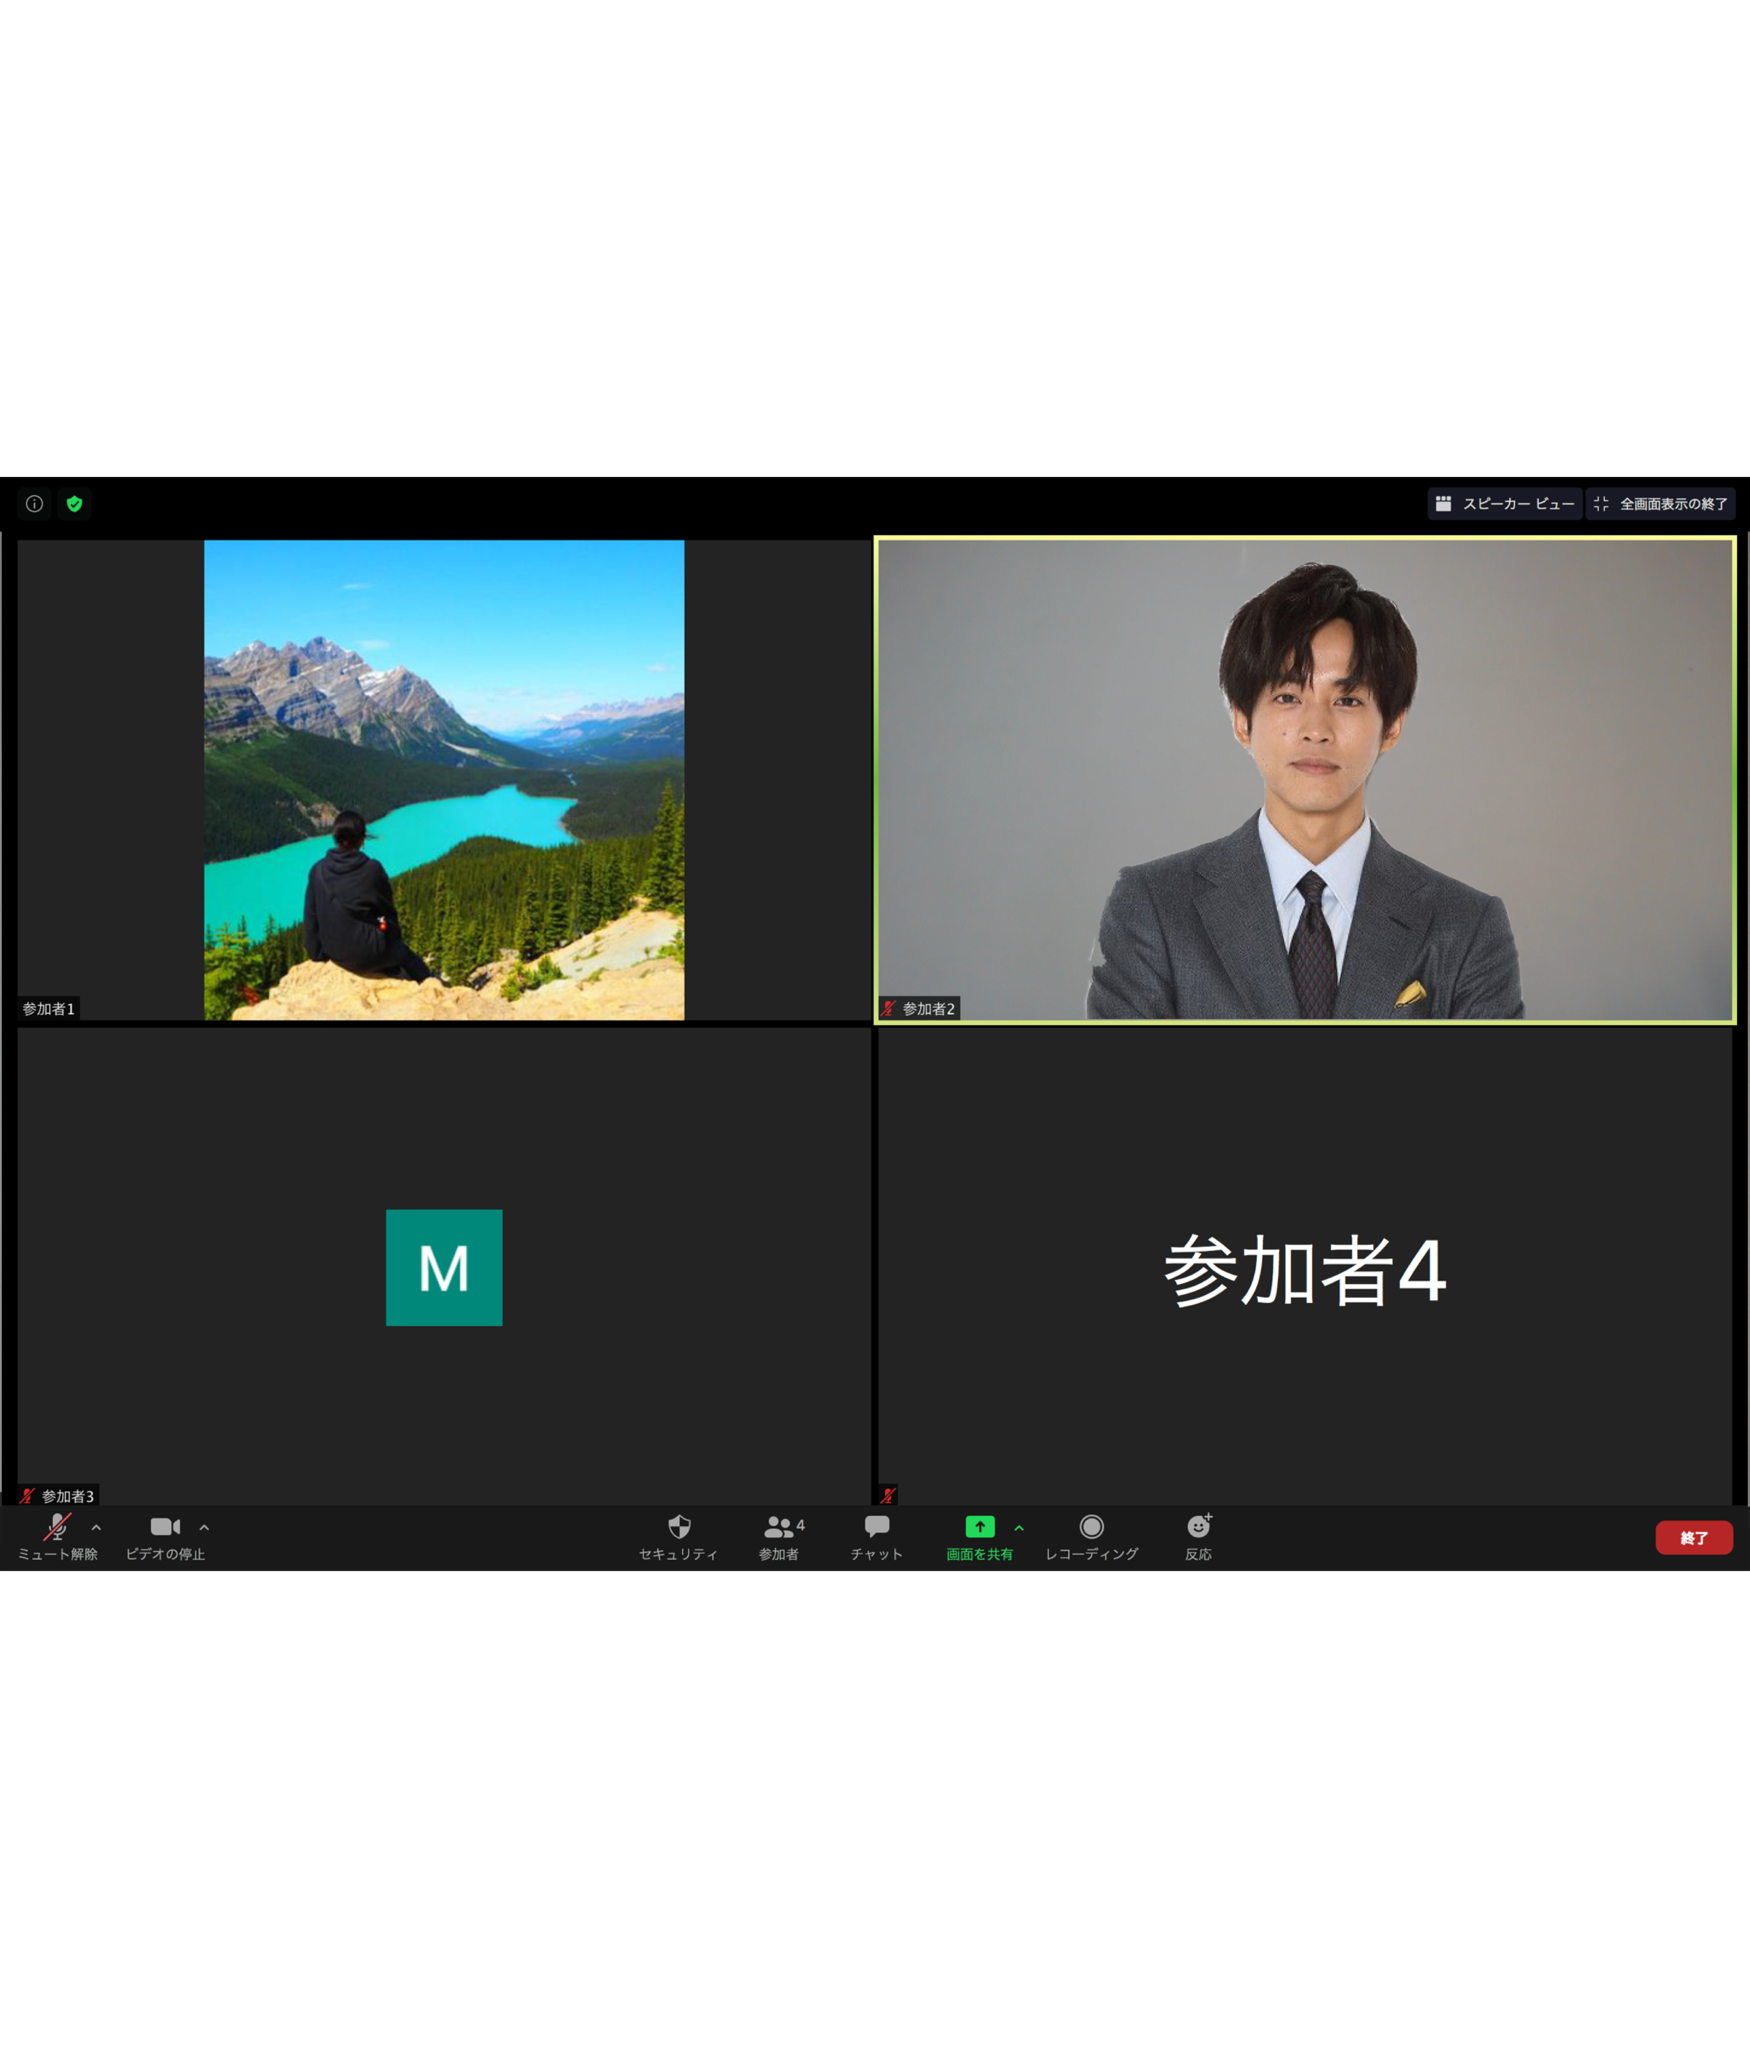 スピーカー ビュー
全画面表示の終了
参加者1
参加者2
M
参加者4
参加者3
ミュート解除
ビデオの停止
セキュリティ
4
参加者
チャット
画面を共有
レコーディング
反応
終了